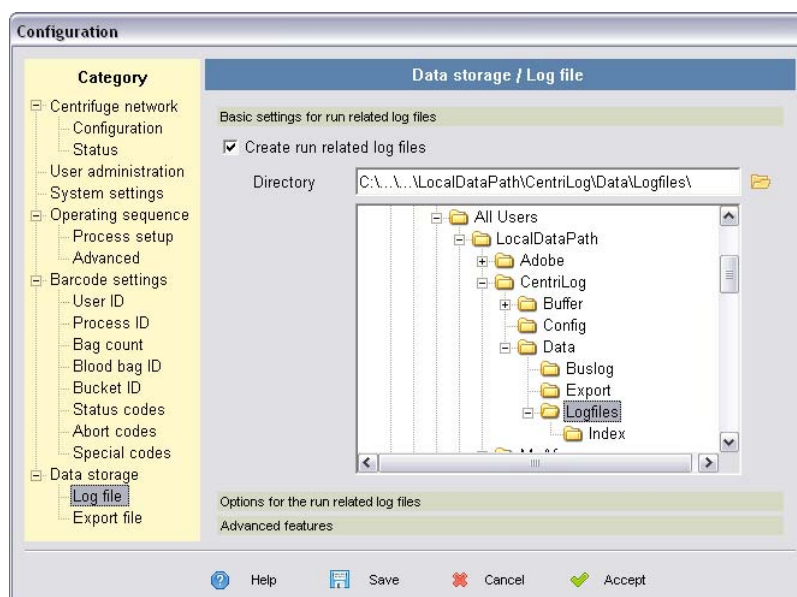 Configuration
Category
Centrifuge network
Configuration
Status
User administration
System settings
Operating sequence
Process setup
Advanced
Barcode settings
User ID
Process ID
Bag count
Blood bag ID
Bucket ID
Status codes
Abort codes
Special codes
Data storage
Log file
Export file
Data storage / Log file
Basic settings for run related log files
Create run related log files
Directory C:\...\...\LocalDataPath\CentriLog\Data\Logfiles\
All Users
LocalDataPath
Adobe
CentriLog
Buffer
Config
Data
Buslog
Export
Logfiles
Index
Options for the run related log files
Advanced features
Help Save Cancel Accept